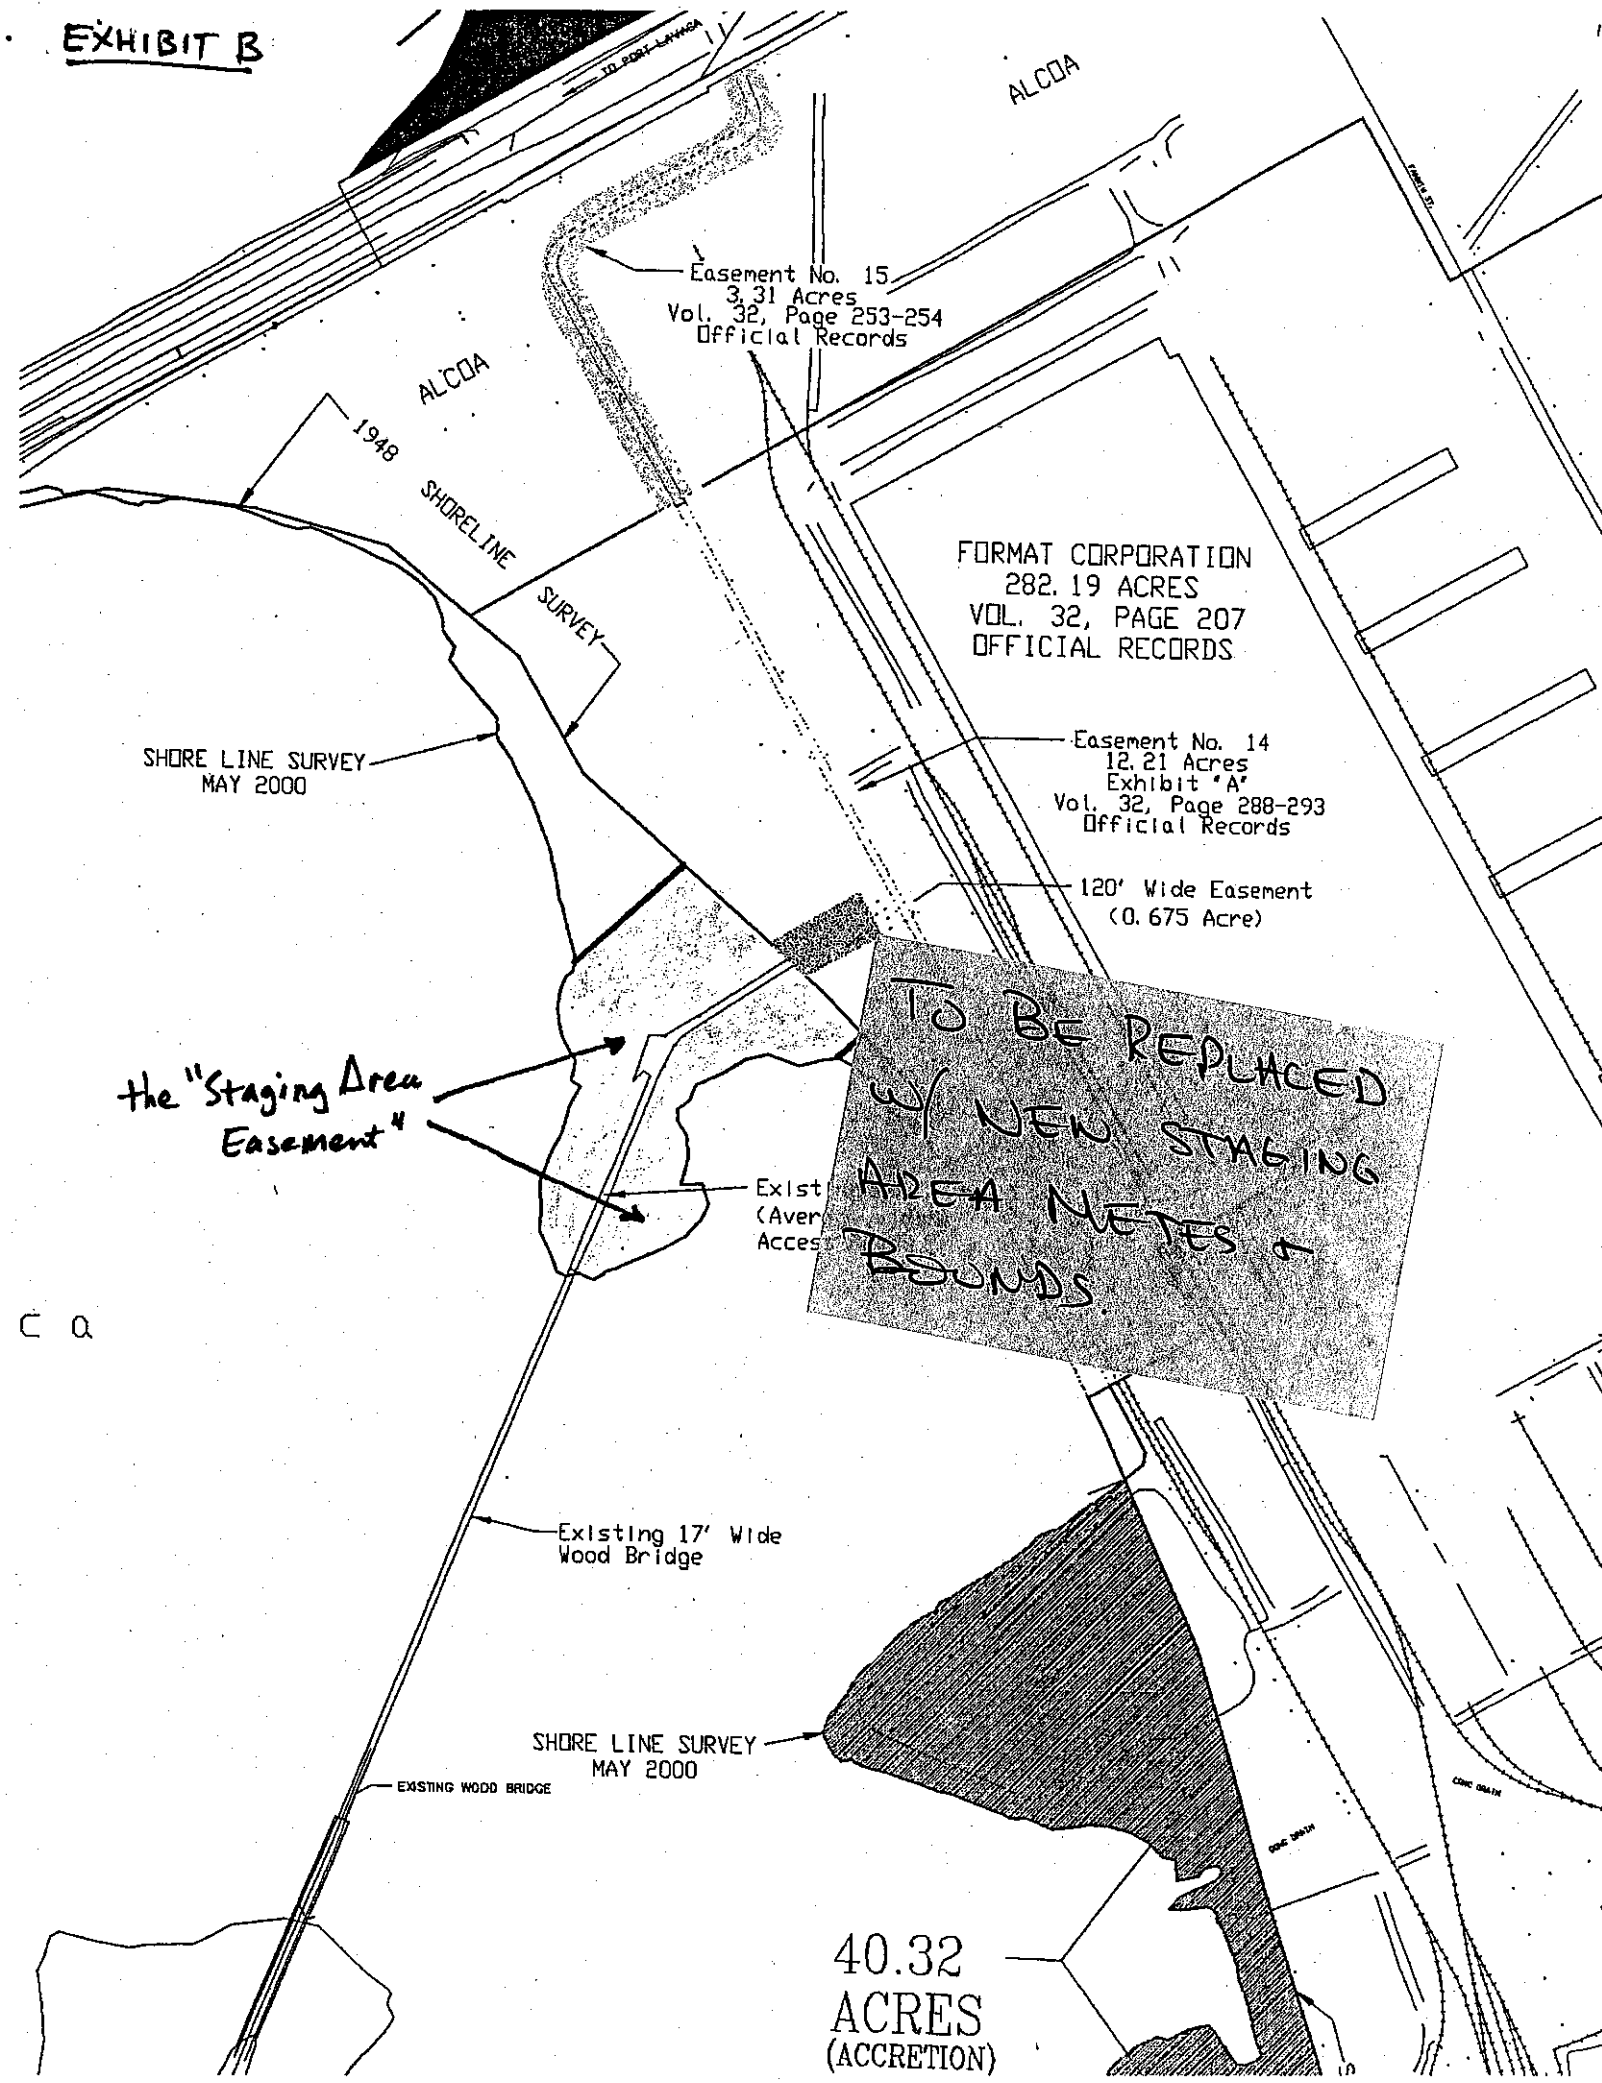 EXHIBIT B
TO PORT LAVACA
ALCOA
Easement No. 15
3.31 Acres
Vol. 32, Page 253-254
Official Records
ALCOA
1948
SHORELINE
SURVEY
FORMAT CORPORATION
282.19 ACRES
VOL. 32, PAGE 207
OFFICIAL RECORDS
SHORE LINE SURVEY
MAY 2000
Easement No. 14
12.21 Acres
Exhibit "A"
Vol. 32, Page 288-293
Official Records
120' Wide Easement
(0.675 Acre)
TO BE REPLACED
W/ NEW STAGING
AREA METES +
BOUNDS.
the "Staging Area
Easement"
Exist
(Aver
Acces
C a
Existing 17' Wide
Wood Bridge
SHORE LINE SURVEY
MAY 2000
EXISTING WOOD BRIDGE
CONC DRAIN
CONC DRAIN
40.32
ACRES
(ACCRETION)